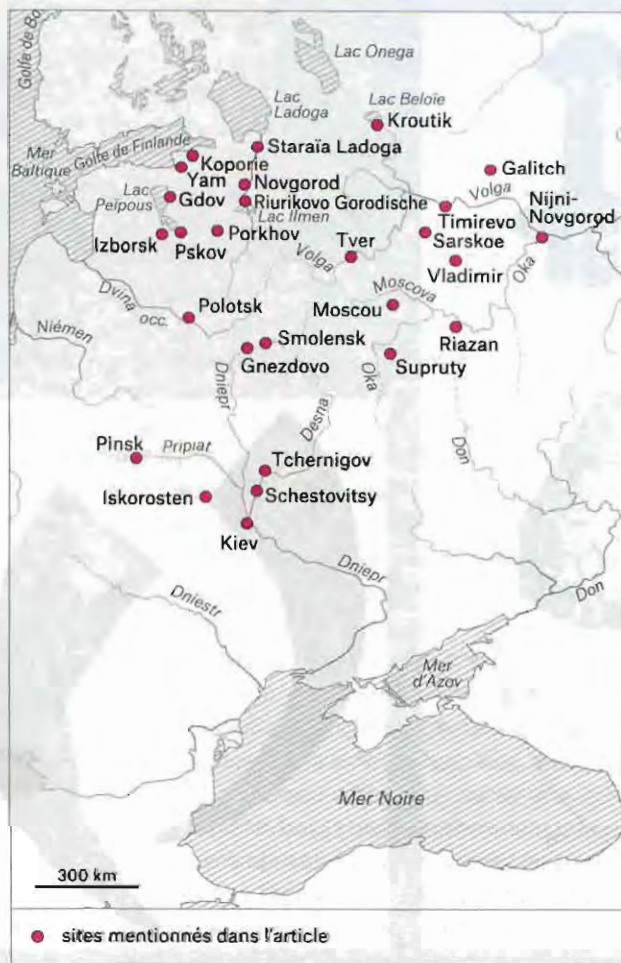 Golfe de Bo
Lac Onega
Lac
Ladoga
Lac Beloïe
Kroutik
Mer
Baltique
Golfe de Finlande
Staraïa Ladoga
Koporie
Yam
Galitch
Lac
Peipous
Gdov
Novgorod
Riurikovo Gorodische
Lac Ilmen
Volga
Nijni-
Novgorod
Timirevo
Izborsk
Pskov
Porkhov
Tver
Sarskoe
Volga
Vladimir
Oka
Dvina
occ.
Polotsk
Moscou
Moscova
Niémen
Smolensk
Riazan
Gnezdovo
Oka
Supruty
Dniepr
Desna
Don
Pinsk
Pripiat
Tchernigov
Iskorosten
Schestovitsy
Kiev
Dniepr
Dniestr
Don
Mer
d'Azov
Mer Noire
300 km
sites mentionnés dans l'article